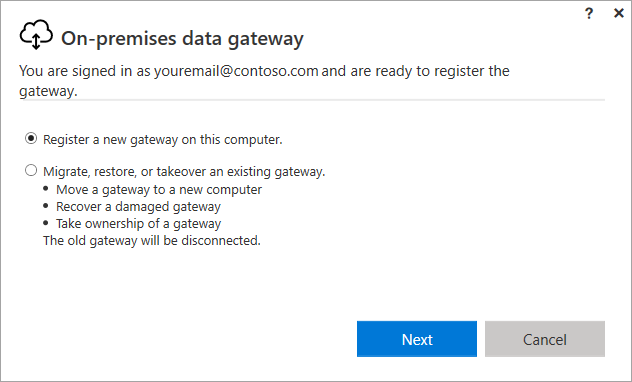 ? ×
On-premises data gateway
You are signed in as youremail@contoso.com and are ready to register the
gateway.
Register a new gateway on this computer.
Migrate, restore, or takeover an existing gateway.
• Move a gateway to a new computer
• Recover a damaged gateway
• Take ownership of a gateway
The old gateway will be disconnected.
Next Cancel